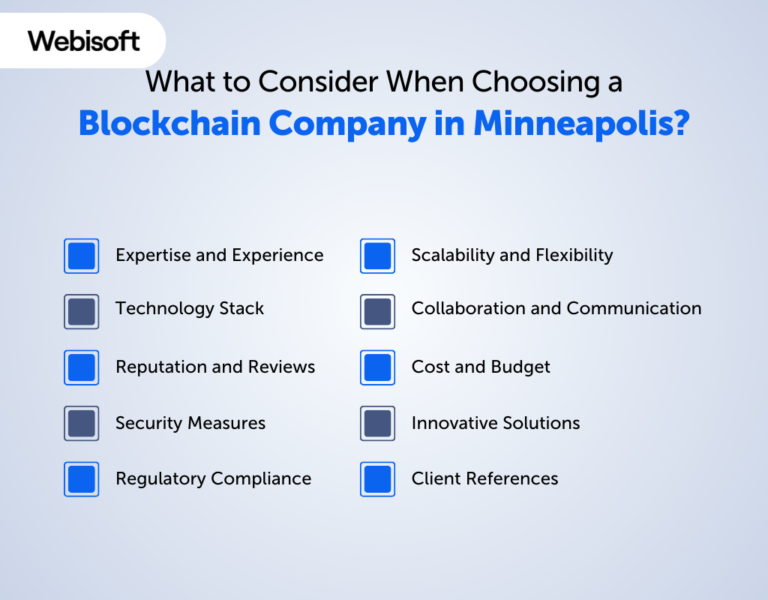 Webisoft
What to Consider When Choosing a
Blockchain Company in Minneapolis?
Expertise and Experience
Technology Stack
Reputation and Reviews
Security Measures
Regulatory Compliance
Scalability and Flexibility
Collaboration and Communication
Cost and Budget
Innovative Solutions
Client References